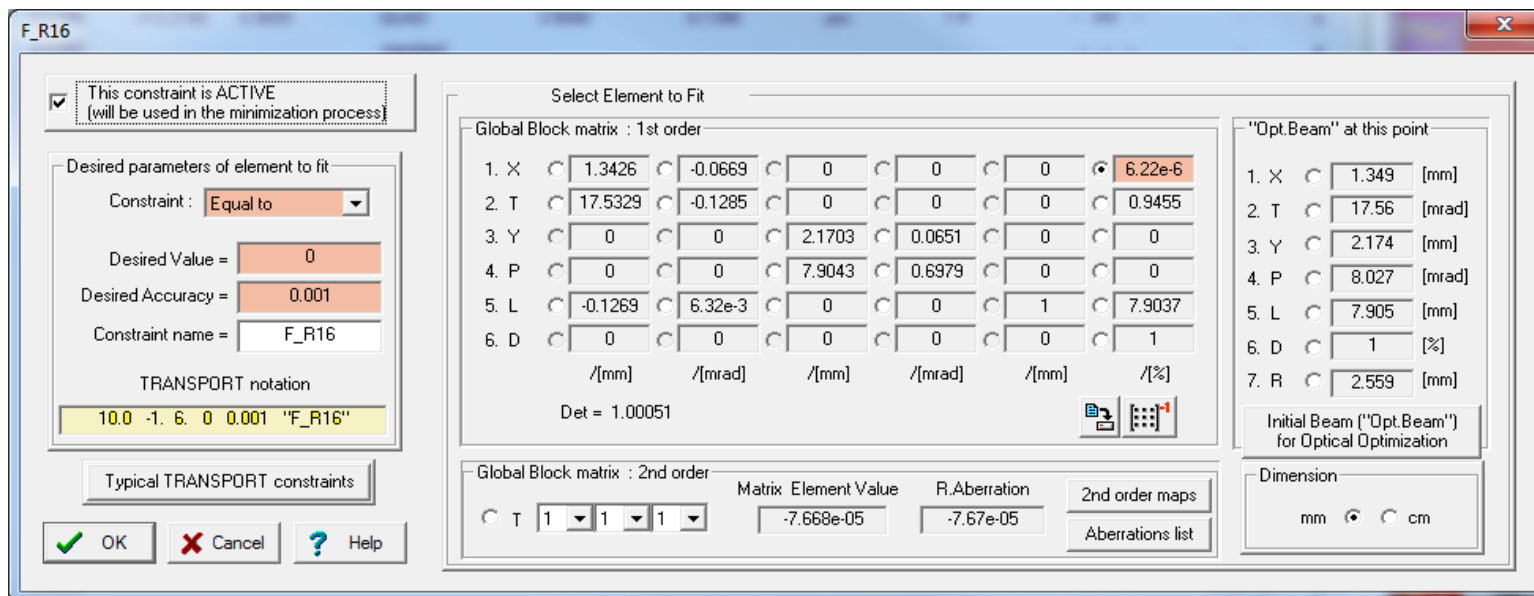 F_R16
This constraint is ACTIVE
(will be used in the minimization process)
Desired parameters of element to fit
Constraint : Equal to
Desired Value = 0
Desired Accuracy = 0.001
Constraint name = F_R16
TRANSPORT notation
10.0 -1. 6. 0 0.001 "F_R16"
Typical TRANSPORT constraints
OK Cancel ? Help
Select Element to Fit
Global Block matrix : 1st order
1. X 1.3426 -0.0669 0 0 0 6.22e-6
2. T 17.5329 -0.1285 0 0 0 0.9455
3. Y 0 0 2.1703 0.0651 0 0
4. P 0 0 7.9043 0.6979 0 0
5. L -0.1269 6.32e-3 0 0 1 7.9037
6. D 0 0 0 0 0 1
/[mm] /[mrad] /[mm] /[mrad] /[mm] /[%]
Det = 1.00051
[:::]-1
Global Block matrix : 2nd order
Matrix Element Value R.Aberration
T 1 1 1 -7.668e-05 -7.67e-05
2nd order maps
Aberrations list
"Opt.Beam" at this point
1. X 1.349 [mm]
2. T 17.56 [mrad]
3. Y 2.174 [mm]
4. P 8.027 [mrad]
5. L 7.905 [mm]
6. D 1 [%]
7. R 2.559 [mm]
Initial Beam ("Opt.Beam")
for Optical Optimization
Dimension
mm cm